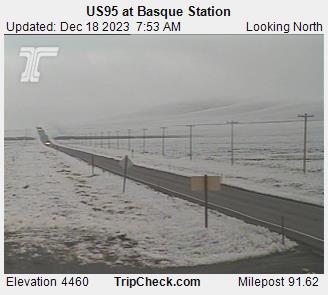 US95 at Basque Station
Updated: Dec 18 2023 7:53 AM Looking North
Elevation 4460 TripCheck.com Milepost 91.62